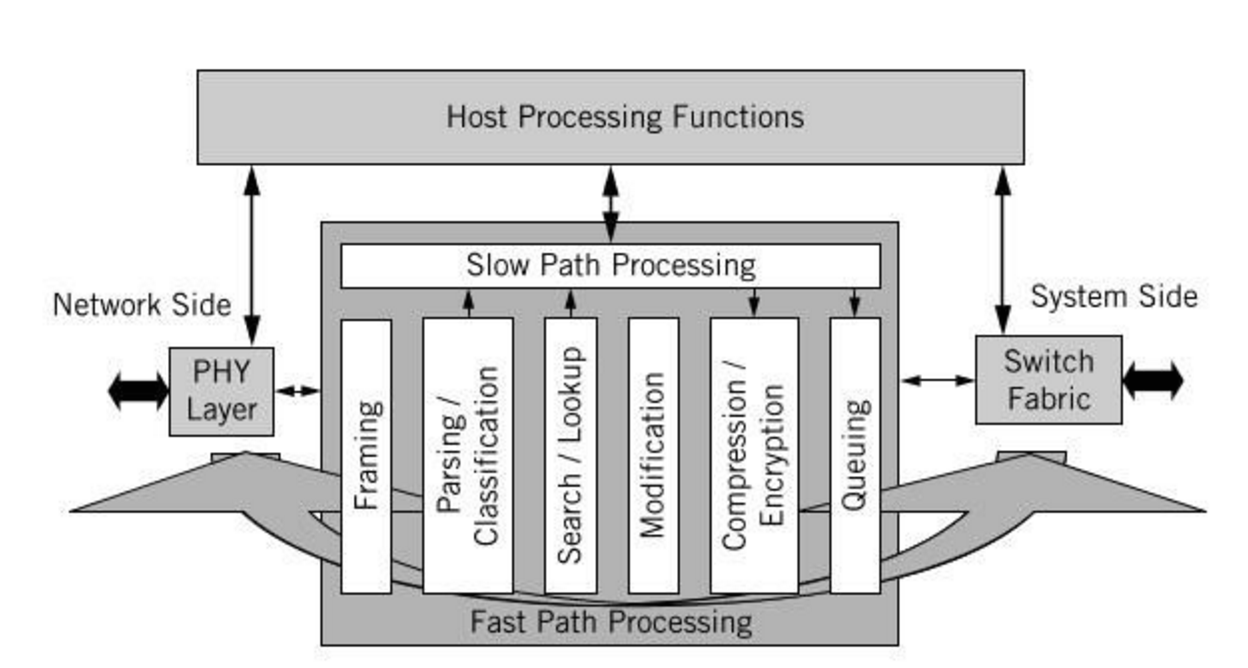 Host Processing Functions
Slow Path Processing
Network Side
System Side
PHY
Layer
Switch
Fabric
Framing
Parsing /
Classification
Search / Lookup
Modification
Compression /
Encryption
Queuing
Fast Path Processing